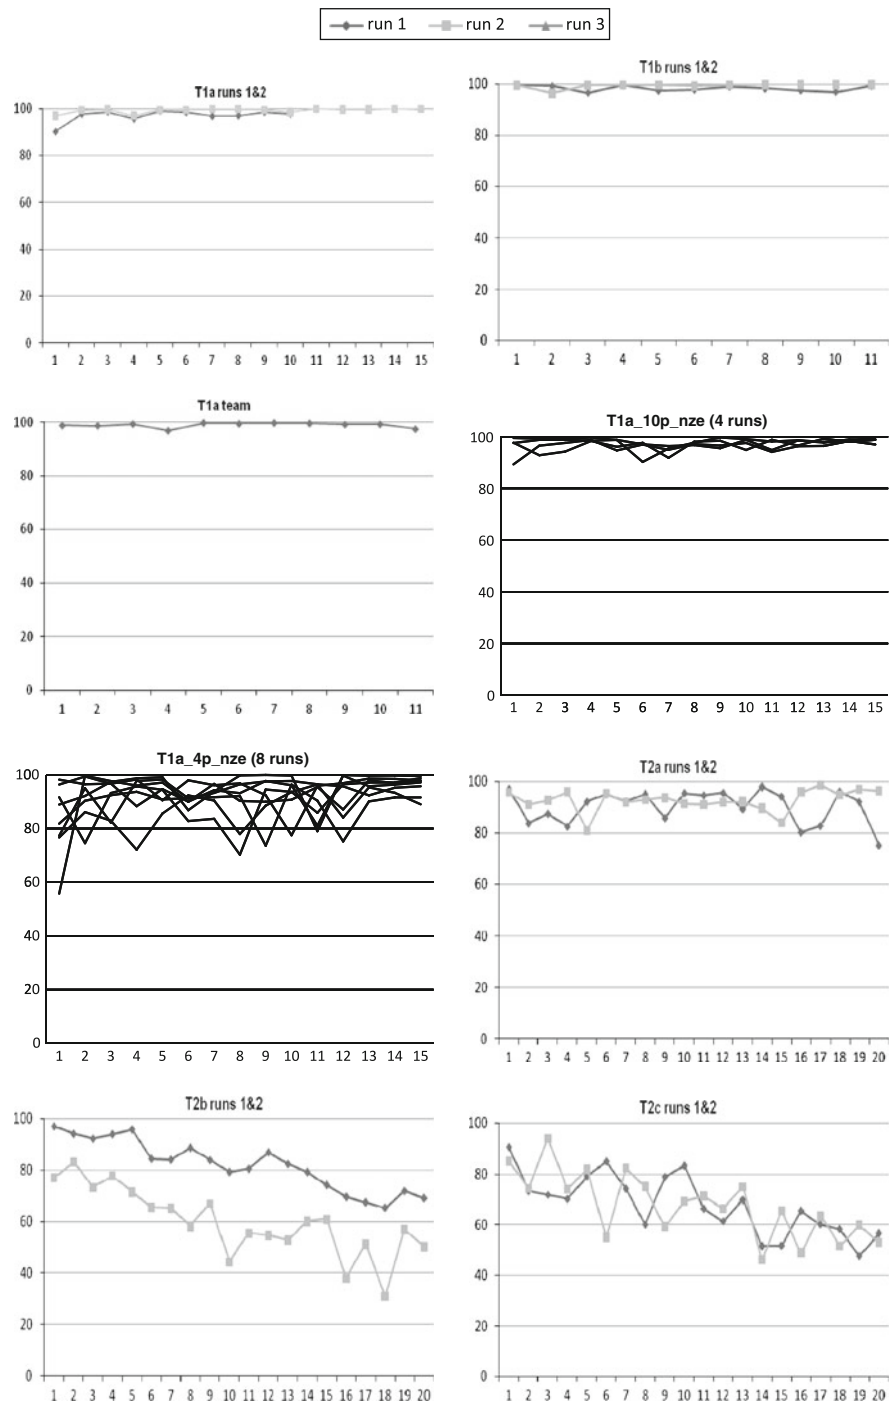 run 1 run 2 run 3
T1a runs 1&2
100
80
60
40
20
0
1 2 3 4 5 6 7 8 9 10 11 12 13 14 15
T1b runs 1&2
100
80
60
40
20
0
1 2 3 4 5 6 7 8 9 10 11
T1a team
100
80
60
40
20
0
1 2 3 4 5 6 7 8 9 10 11
T1a_10p_nze (4 runs)
100
80
60
40
20
0
1 2 3 4 5 6 7 8 9 10 11 12 13 14 15
T1a_4p_nze (8 runs)
100
80
60
40
20
0
1 2 3 4 5 6 7 8 9 10 11 12 13 14 15
T2a runs 1&2
100
80
60
40
20
0
1 2 3 4 5 6 7 8 9 10 11 12 13 14 15 16 17 18 19 20
T2b runs 1&2
100
80
60
40
20
0
1 2 3 4 5 6 7 8 9 10 11 12 13 14 15 16 17 18 19 20
T2c runs 1&2
100
80
60
40
20
0
1 2 3 4 5 6 7 8 9 10 11 12 13 14 15 16 17 18 19 20